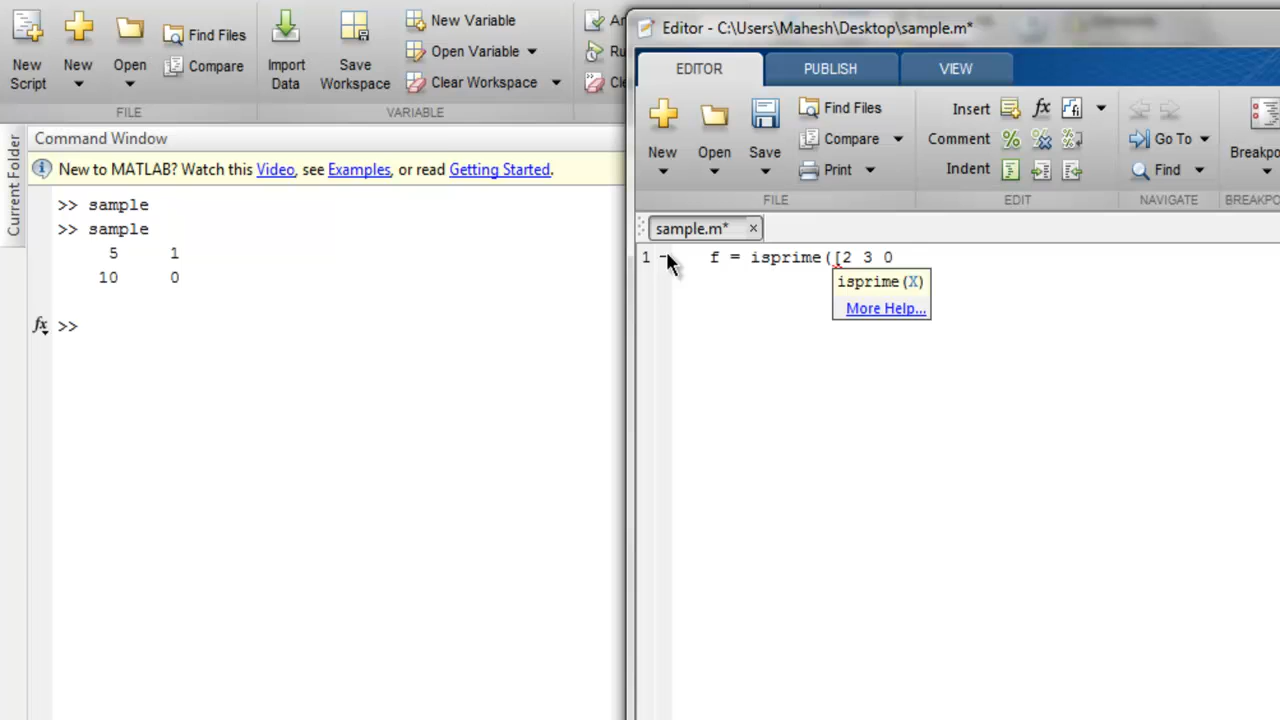 New Script
New
Open
Find Files
Compare
FILE
Import Data
Save Workspace
New Variable
Open Variable
Clear Workspace
VARIABLE
Current Folder
Command Window
New to MATLAB? Watch this Video, see Examples, or read Getting Started.
>> sample
>> sample
5 1
10 0
fx >>
Editor - C:\Users\Mahesh\Desktop\sample.m*
EDITOR
PUBLISH
VIEW
New
Open
Save
Find Files
Compare
Print
FILE
Insert
fx
Comment
Indent
EDIT
Go To
Find
NAVIGATE
sample.m*
1 f = isprime([2 3 0
isprime(X)
More Help...